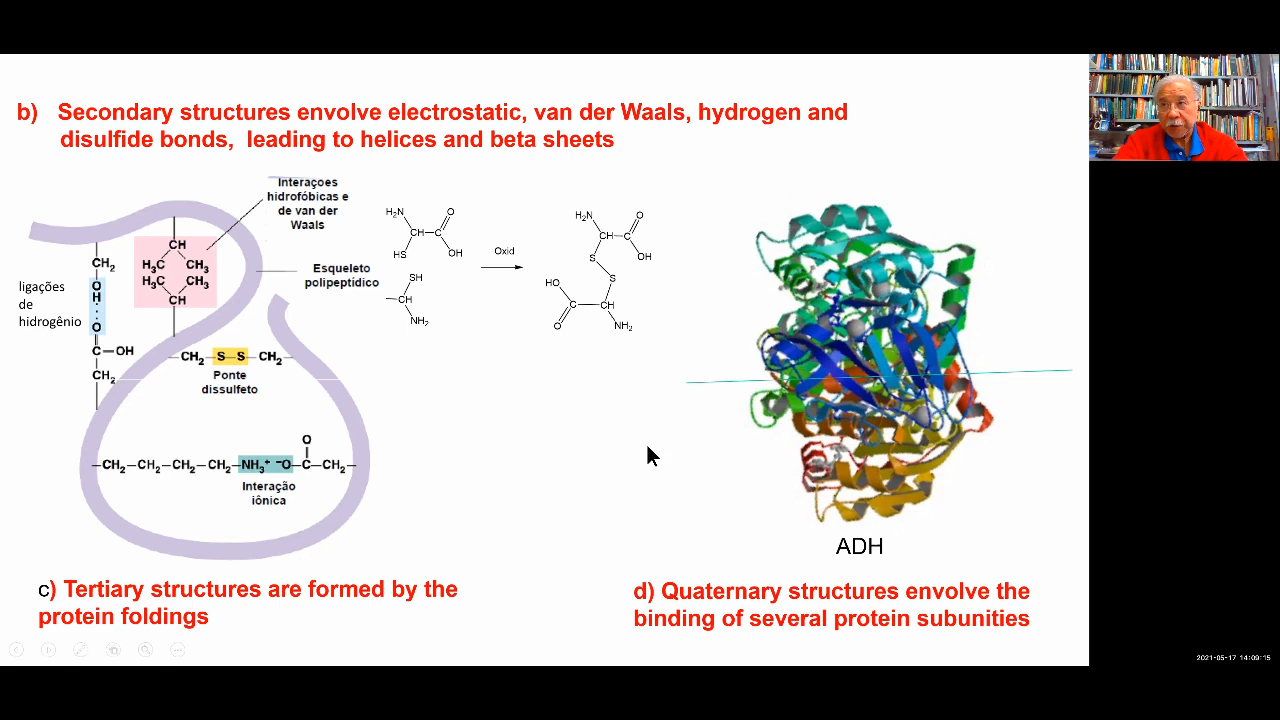 b) Secondary structures envolve electrostatic, van der Waals, hydrogen and
disulfide bonds, leading to helices and beta sheets
Interaçoes
hidrofóbicas e
de van der
Waals
Esqueleto
polipeptídico
ligações
de
hidrogênio
CH₂
O
H
O
C—OH
CH₂
CH
H₃C CH₃
H₃C CH₃
CH
CH₂ S S CH₂
Ponte
dissulfeto
O
CH₂ CH₂ CH₂ CH₂ NH₃⁺ ⁻O C CH₂
Interação
iônica
H₂N O
CH C
HS OH
SH
CH
NH₂
Oxid
H₂N O
CH C
S OH
S
HO
C CH
O NH₂
ADH
c) Tertiary structures are formed by the
protein foldings
d) Quaternary structures envolve the
binding of several protein subunities
2021-05-17 14:09:15